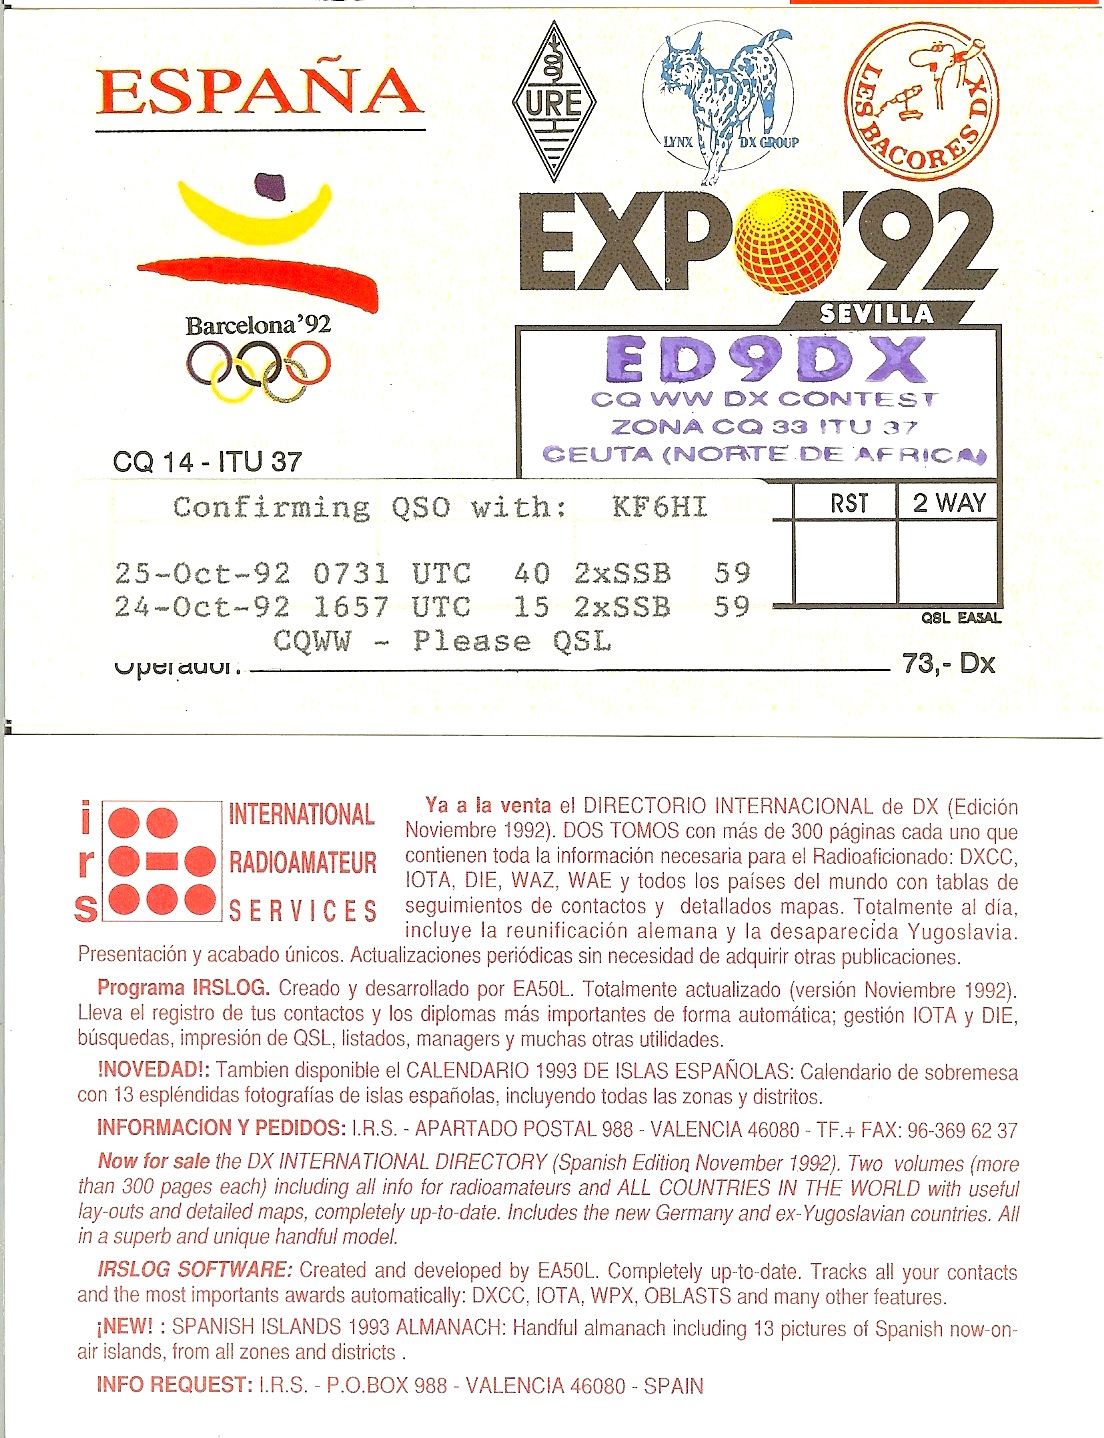 ESPAÑA
URE
LYNX DX GROUP
LES BACORES DX
EXPO'92
SEVILLA
Barcelona'92
ED9DX
CQ WW DX CONTEST
ZONA CQ 33 ITU 37
CEUTA (NORTE DE AFRICA)
CQ 14 - ITU 37
RST 2 WAY
Confirming QSO with: KF6HI
25-Oct-92 0731 UTC 40 2xSSB 59
24-Oct-92 1657 UTC 15 2xSSB 59
CQWW - Please QSL
QSL EA5AL
Operador:
73,- Dx
irs
INTERNATIONAL
RADIOAMATEUR
SERVICES
Ya a la venta el DIRECTORIO INTERNACIONAL de DX (Edición
Noviembre 1992). DOS TOMOS con más de 300 páginas cada uno que
contienen toda la información necesaria para el Radioaficionado: DXCC,
IOTA, DIE, WAZ, WAE y todos los países del mundo con tablas de
seguimientos de contactos y detallados mapas. Totalmente al día,
incluye la reunificación alemana y la desaparecida Yugoslavia.
Presentación y acabado únicos. Actualizaciones periódicas sin necesidad de adquirir otras publicaciones.
Programa IRSLOG. Creado y desarrollado por EA5OL. Totalmente actualizado (versión Noviembre 1992).
Lleva el registro de tus contactos y los diplomas más importantes de forma automática; gestión IOTA y DIE,
búsquedas, impresión de QSL, listados, managers y muchas otras utilidades.
!NOVEDAD!: Tambien disponible el CALENDARIO 1993 DE ISLAS ESPAÑOLAS: Calendario de sobremesa
con 13 espléndidas fotografías de islas españolas, incluyendo todas las zonas y distritos.
INFORMACION Y PEDIDOS: I.R.S. - APARTADO POSTAL 988 - VALENCIA 46080 - TF.+ FAX: 96-369 62 37
Now for sale the DX INTERNATIONAL DIRECTORY (Spanish Edition November 1992). Two volumes (more
than 300 pages each) including all info for radioamateurs and ALL COUNTRIES IN THE WORLD with useful
lay-outs and detailed maps, completely up-to-date. Includes the new Germany and ex-Yugoslavian countries. All
in a superb and unique handful model.
IRSLOG SOFTWARE: Created and developed by EA5OL. Completely up-to-date. Tracks all your contacts
and the most importants awards automatically: DXCC, IOTA, WPX, OBLASTS and many other features.
¡NEW! : SPANISH ISLANDS 1993 ALMANACH: Handful almanach including 13 pictures of Spanish now-on-
air islands, from all zones and districts .
INFO REQUEST: I.R.S. - P.O.BOX 988 - VALENCIA 46080 - SPAIN